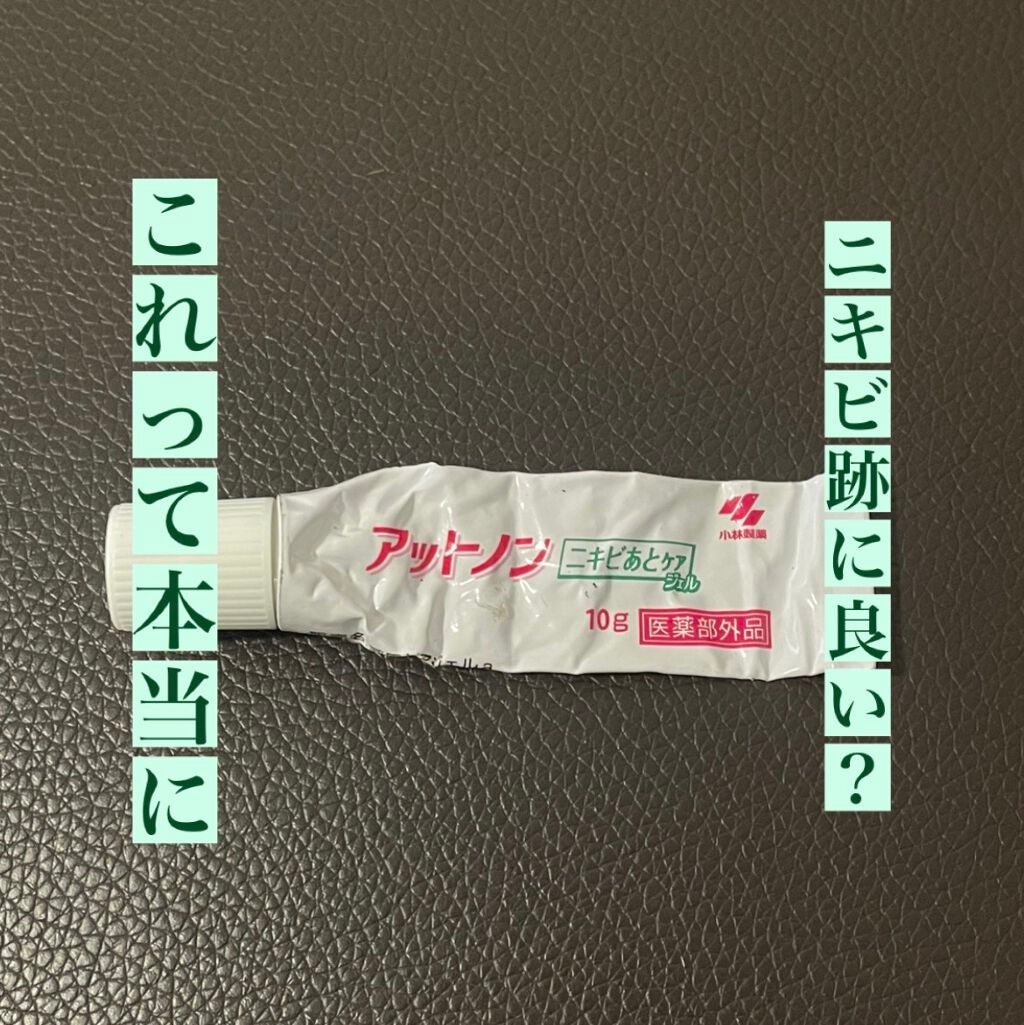 これって本当に
ニキビ跡に良い？
小林製薬
アットノン
ニキビあとケア
ジェル
10g
医薬部外品